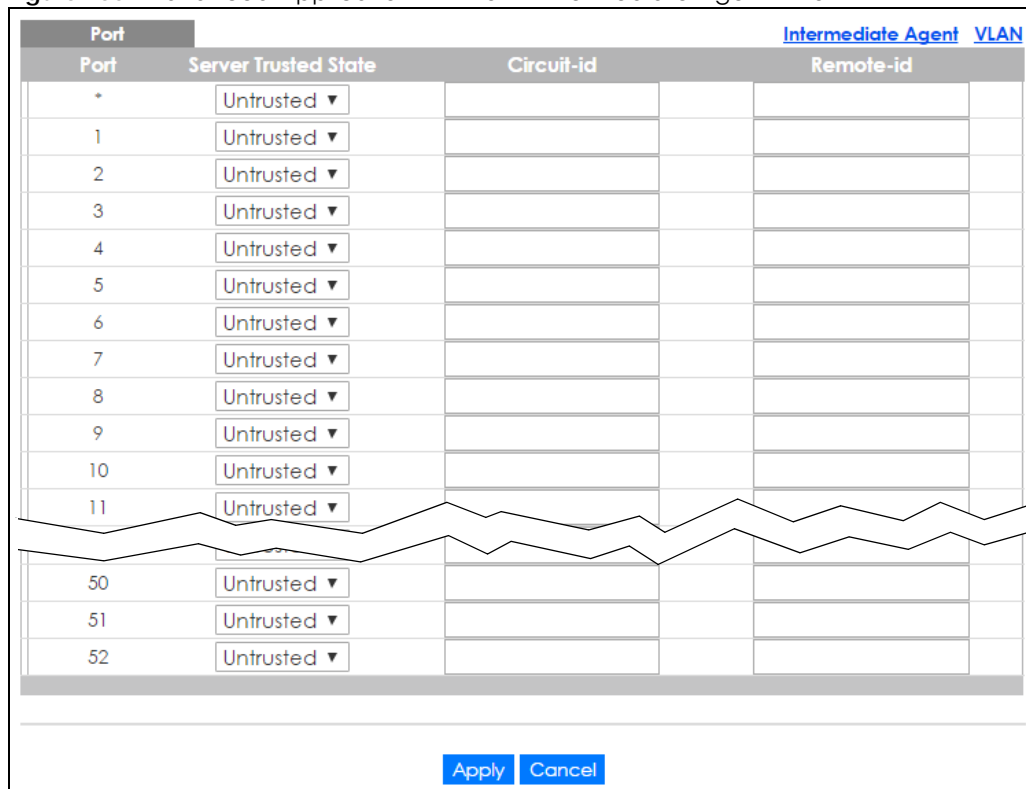 Port Intermediate Agent VLAN
Port Server Trusted State Circuit-id Remote-id
* Untrusted ▼
1 Untrusted ▼
2 Untrusted ▼
3 Untrusted ▼
4 Untrusted ▼
5 Untrusted ▼
6 Untrusted ▼
7 Untrusted ▼
8 Untrusted ▼
9 Untrusted ▼
10 Untrusted ▼
11 Untrusted ▼
50 Untrusted ▼
51 Untrusted ▼
52 Untrusted ▼
Apply Cancel